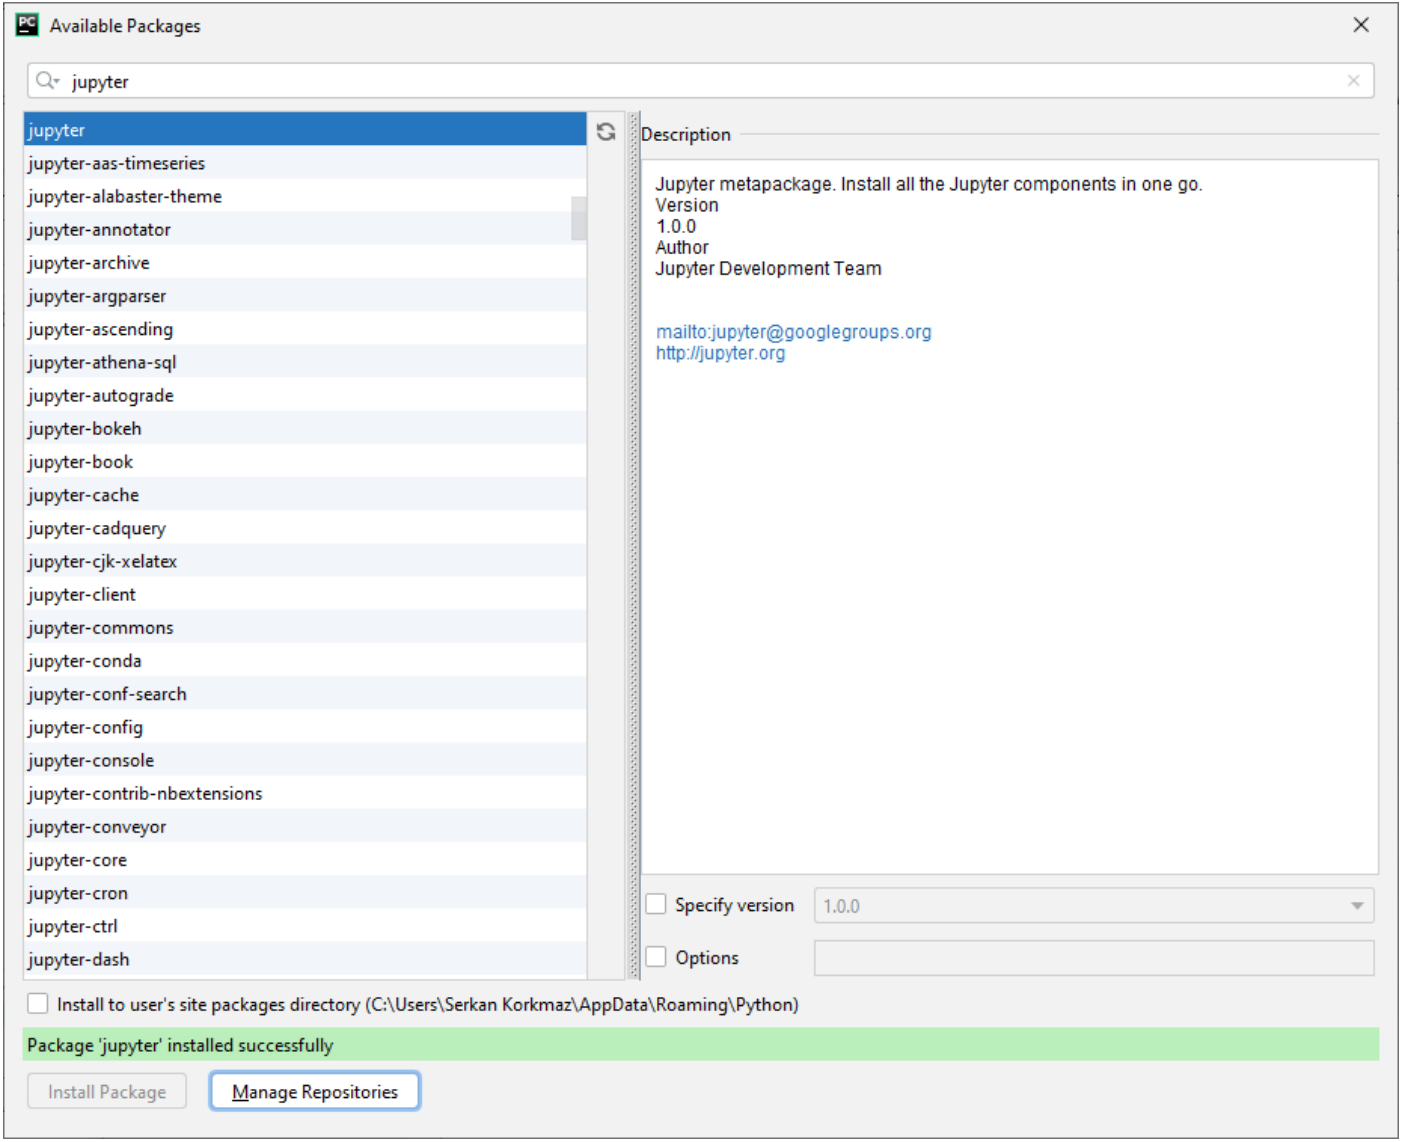 PC
Available Packages
jupyter
jupyter
jupyter-aas-timeseries
jupyter-alabaster-theme
jupyter-annotator
jupyter-archive
jupyter-argparser
jupyter-ascending
jupyter-athena-sql
jupyter-autograde
jupyter-bokeh
jupyter-book
jupyter-cache
jupyter-cadquery
jupyter-cjk-xelatex
jupyter-client
jupyter-commons
jupyter-conda
jupyter-conf-search
jupyter-config
jupyter-console
jupyter-contrib-nbextensions
jupyter-conveyor
jupyter-core
jupyter-cron
jupyter-ctrl
jupyter-dash
Description
Jupyter metapackage. Install all the Jupyter components in one go.
Version
1.0.0
Author
Jupyter Development Team
mailto:jupyter@googlegroups.org
http://jupyter.org
Specify version 1.0.0
Options
Install to user's site packages directory (C:\Users\Serkan Korkmaz\AppData\Roaming\Python)
Package 'jupyter' installed successfully
Install Package Manage Repositories